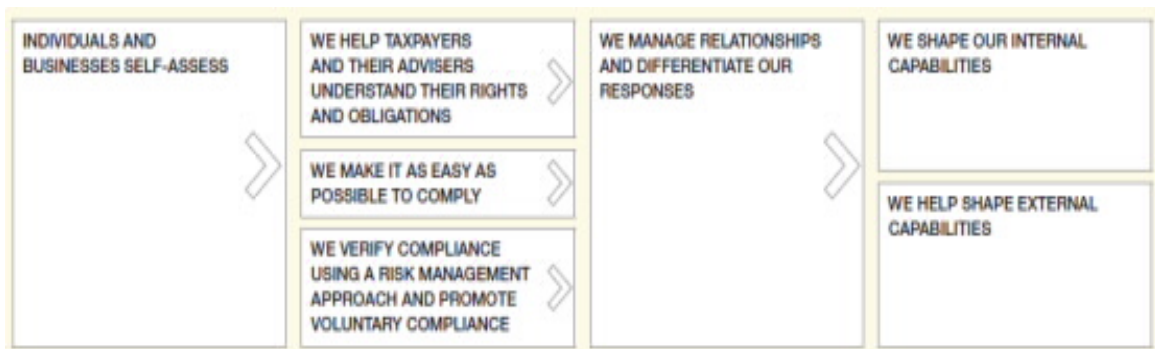 INDIVIDUALS AND
BUSINESSES SELF-ASSESS
WE HELP TAXPAYERS
AND THEIR ADVISERS
UNDERSTAND THEIR RIGHTS
AND OBLIGATIONS
WE MAKE IT AS EASY AS
POSSIBLE TO COMPLY
WE VERIFY COMPLIANCE
USING A RISK MANAGEMENT
APPROACH AND PROMOTE
VOLUNTARY COMPLIANCE
WE MANAGE RELATIONSHIPS
AND DIFFERENTIATE OUR
RESPONSES
WE SHAPE OUR INTERNAL
CAPABILITIES
WE HELP SHAPE EXTERNAL
CAPABILITIES